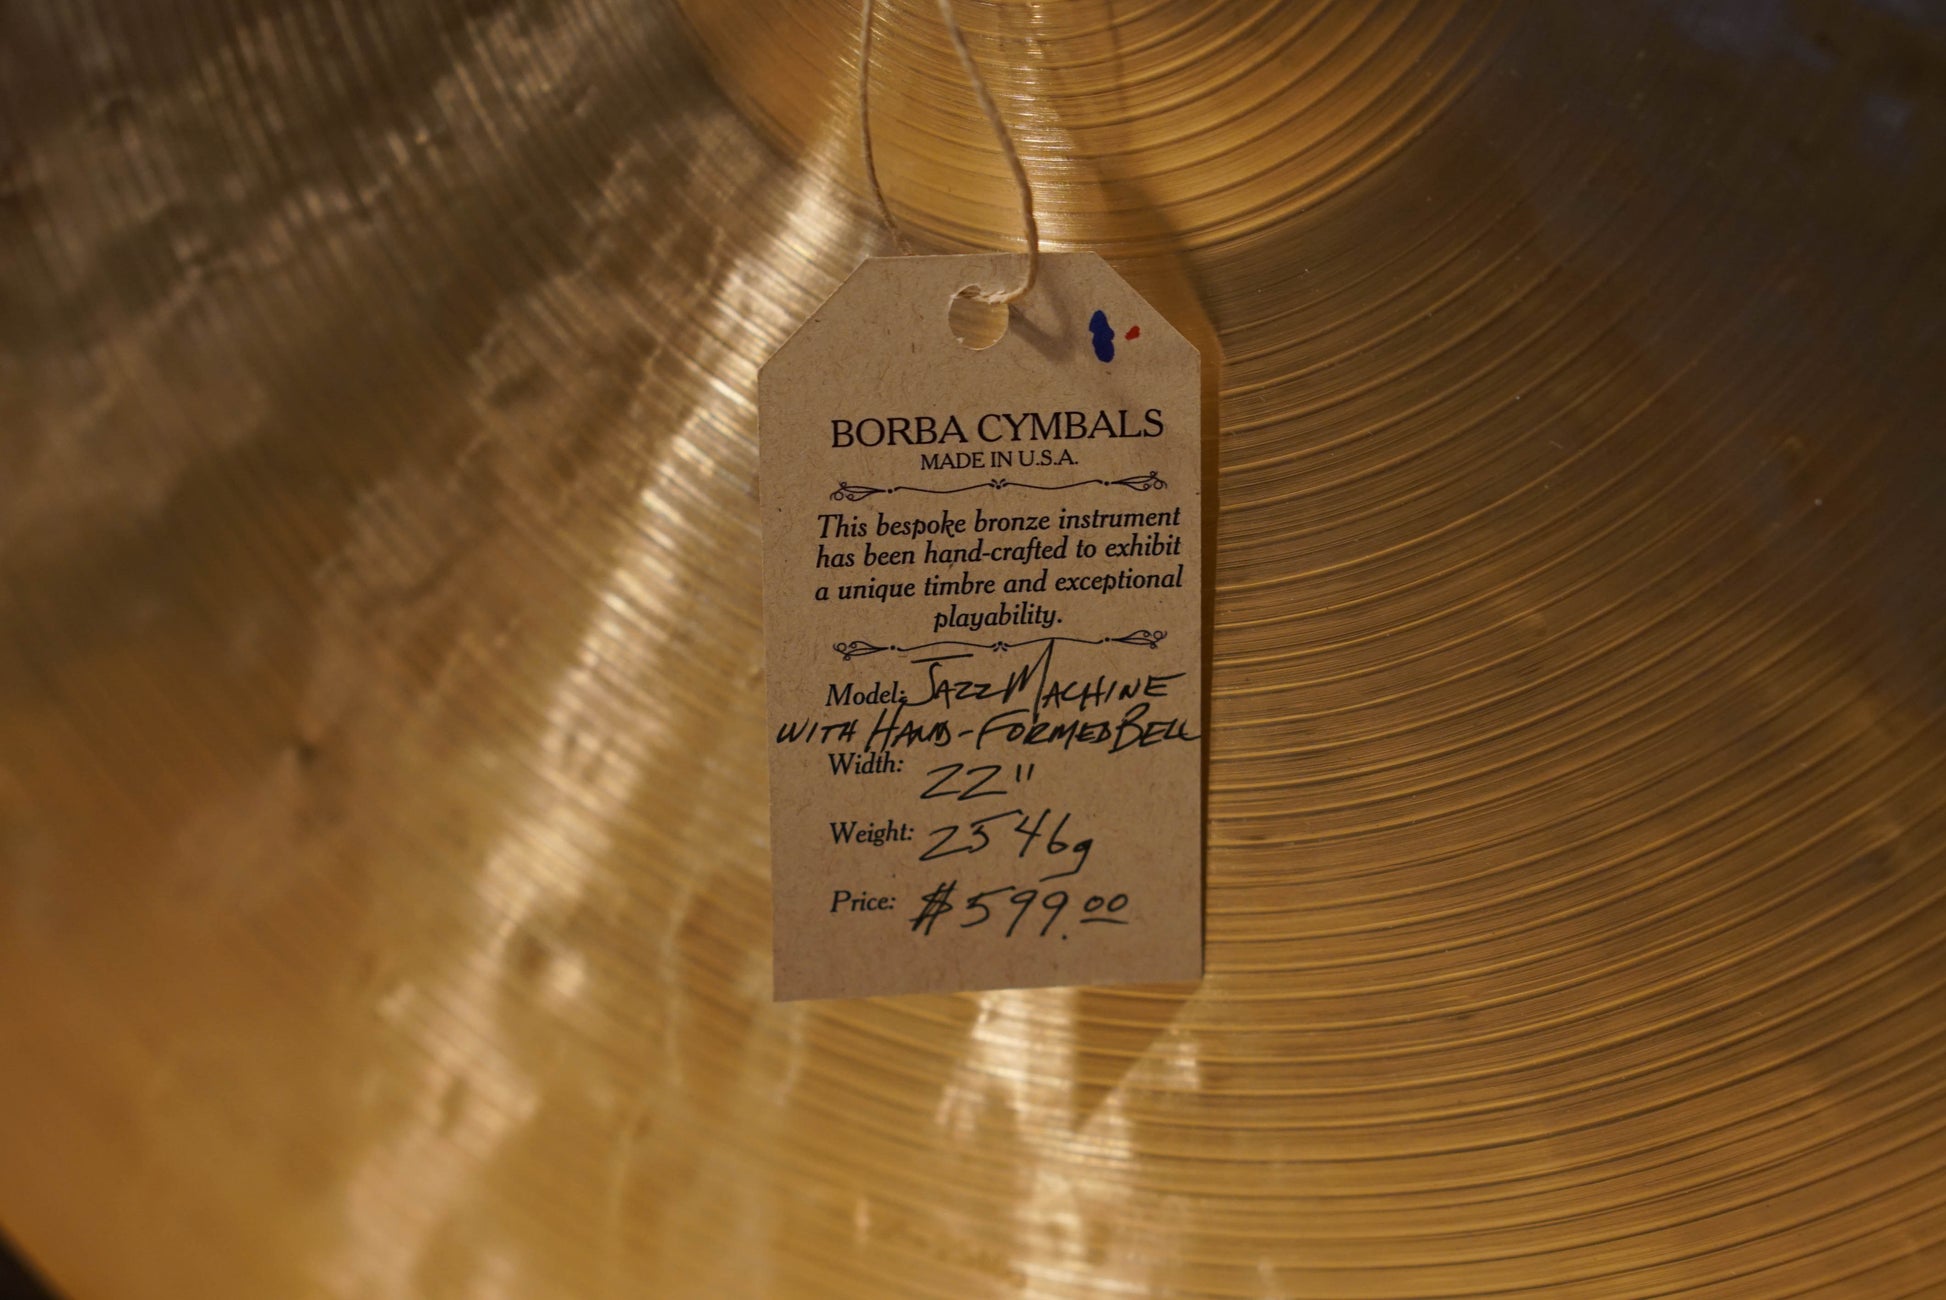 BORBA CYMBALS
MADE IN U.S.A.
This bespoke bronze instrument
has been hand-crafted to exhibit
a unique timbre and exceptional
playability.
Model: JAZZ MACHINE
WITH HAND-FORMED BELL
Width: 22"
Weight: 2546g
Price: $599.00